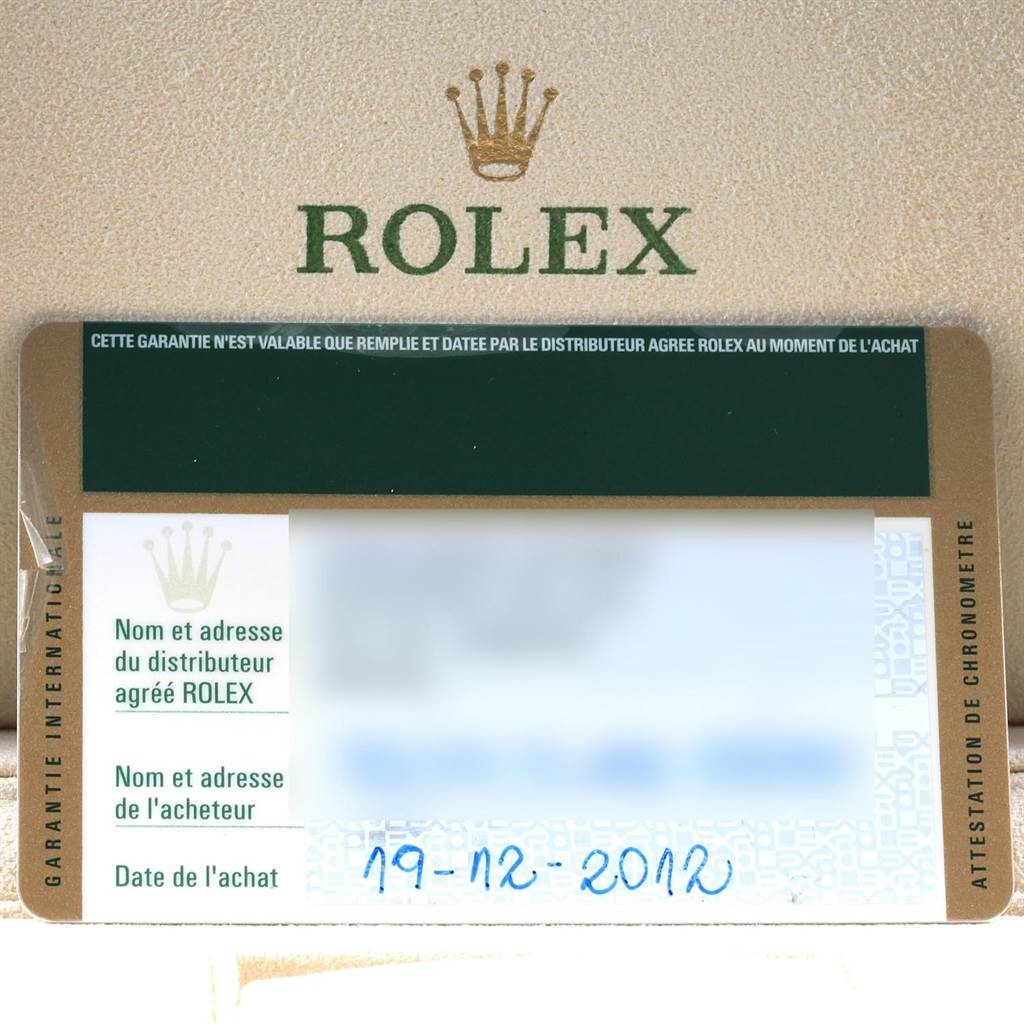 ROLEX
CETTE GARANTIE N'EST VALABLE QUE REMPLIE ET DATEE PAR LE DISTRIBUTEUR AGREE ROLEX AU MOMENT DE L'ACHAT
GARANTIE INTERNATIONALE
Nom et adresse
du distributeur
agréé ROLEX
Nom et adresse
de l'acheteur
Date de l'achat 19-12-2012
ATTESTATION DE CHRONOMETRE